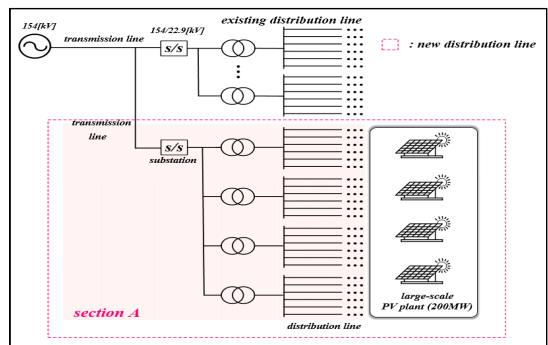 154[kV]
transmission line
154/22.9[kV]
s/s
existing distribution line
: new distribution line
transmission
line
s/s
substation
section A
distribution line
large-scale
PV plant (200MW)